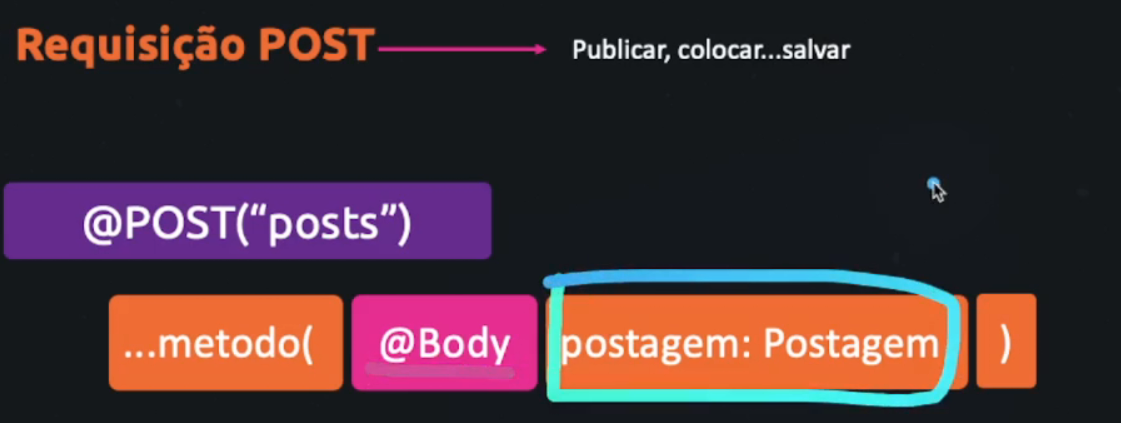 Requisição POST
Publicar, colocar...salvar
@POST(“posts”)
...metodo( @Body postagem: Postagem )